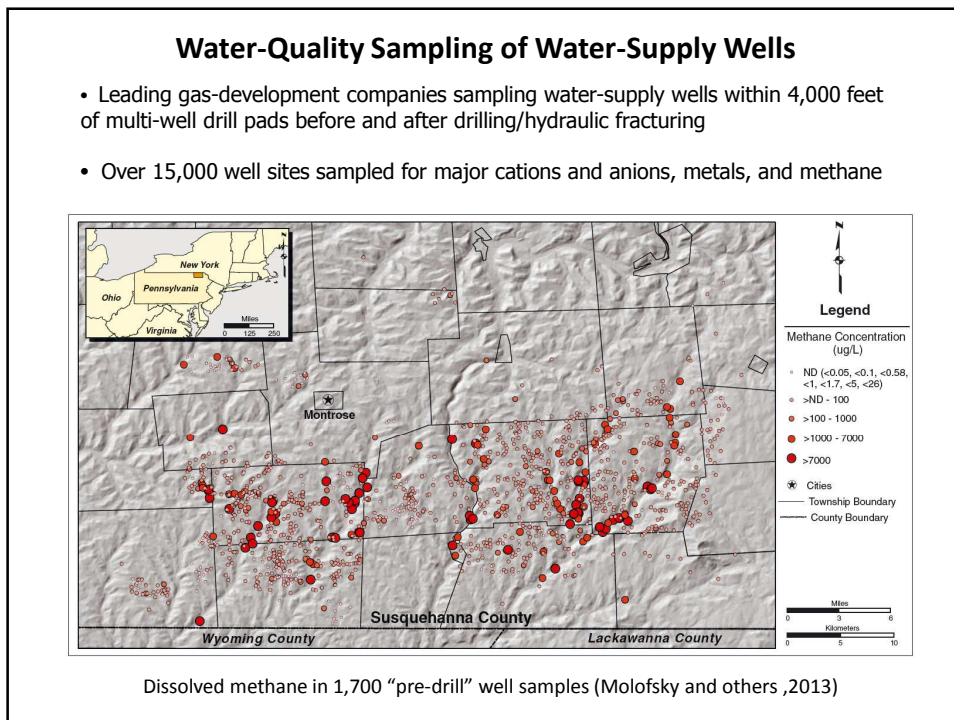 Water-Quality Sampling of Water-Supply Wells
• Leading gas-development companies sampling water-supply wells within 4,000 feet
of multi-well drill pads before and after drilling/hydraulic fracturing
• Over 15,000 well sites sampled for major cations and anions, metals, and methane
New York
Ohio
Pennsylvania
Virginia
N
Miles
0 125 250
Montrose
Susquehanna County
Wyoming County
Lackawanna County
N
Legend
Methane Concentration
(ug/L)
ND (<0.05, <0.1, <0.58,
<1, <1.7, <5, <26)
>ND - 100
>100 - 1000
>1000 - 7000
>7000
Cities
Township Boundary
County Boundary
Miles
0 3 6
Kilometers
0 5 10
Dissolved methane in 1,700 “pre-drill” well samples (Molofsky and others ,2013)